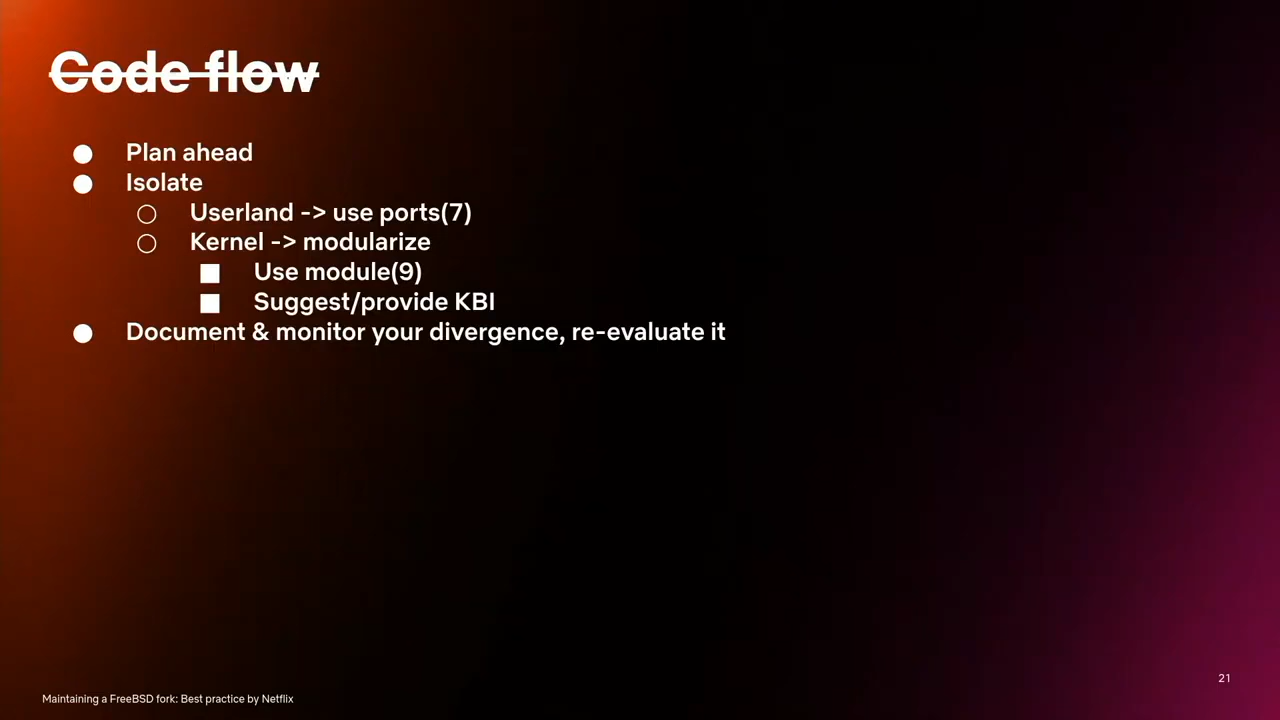 Code flow
● Plan ahead
● Isolate
○ Userland -> use ports(7)
○ Kernel -> modularize
■ Use module(9)
■ Suggest/provide KBI
● Document & monitor your divergence, re-evaluate it
21
Maintaining a FreeBSD fork: Best practice by Netflix